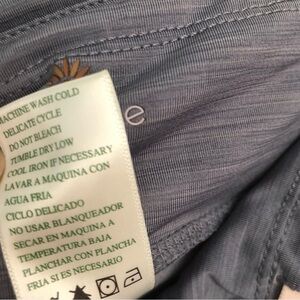 MACHINE WASH COLD
DELICATE CYCLE
DO NOT BLEACH
TUMBLE DRY LOW
COOL IRON IF NECESSARY
LAVAR A MAQUINA CON
AGUA FRIA
CICLO DELICADO
NO USAR BLANQUEADOR
SECAR EN MAQUINA A
TEMPERATURA BAJA
PLANCHAR CON PLANCHA
FRIA SI ES NECESARIO
e